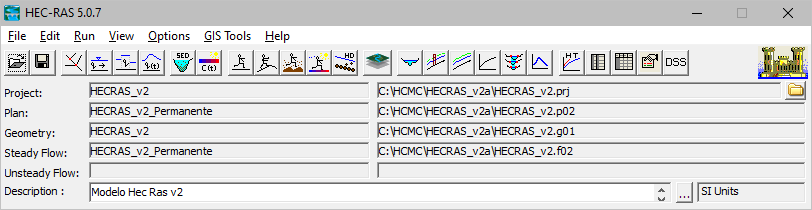 HEC-RAS 5.0.7
File Edit Run View Options GIS Tools Help
SED C(t) HD H.T. DSS
Project: HECRAS_v2 C:\HCMC\HECRAS_v2a\HECRAS_v2.prj
Plan: HECRAS_v2_Permanente C:\HCMC\HECRAS_v2a\HECRAS_v2.p02
Geometry: HECRAS_v2 C:\HCMC\HECRAS_v2a\HECRAS_v2.g01
Steady Flow: HECRAS_v2_Permanente C:\HCMC\HECRAS_v2a\HECRAS_v2.f02
Unsteady Flow:
Description : Modelo Hec Ras v2 ... SI Units